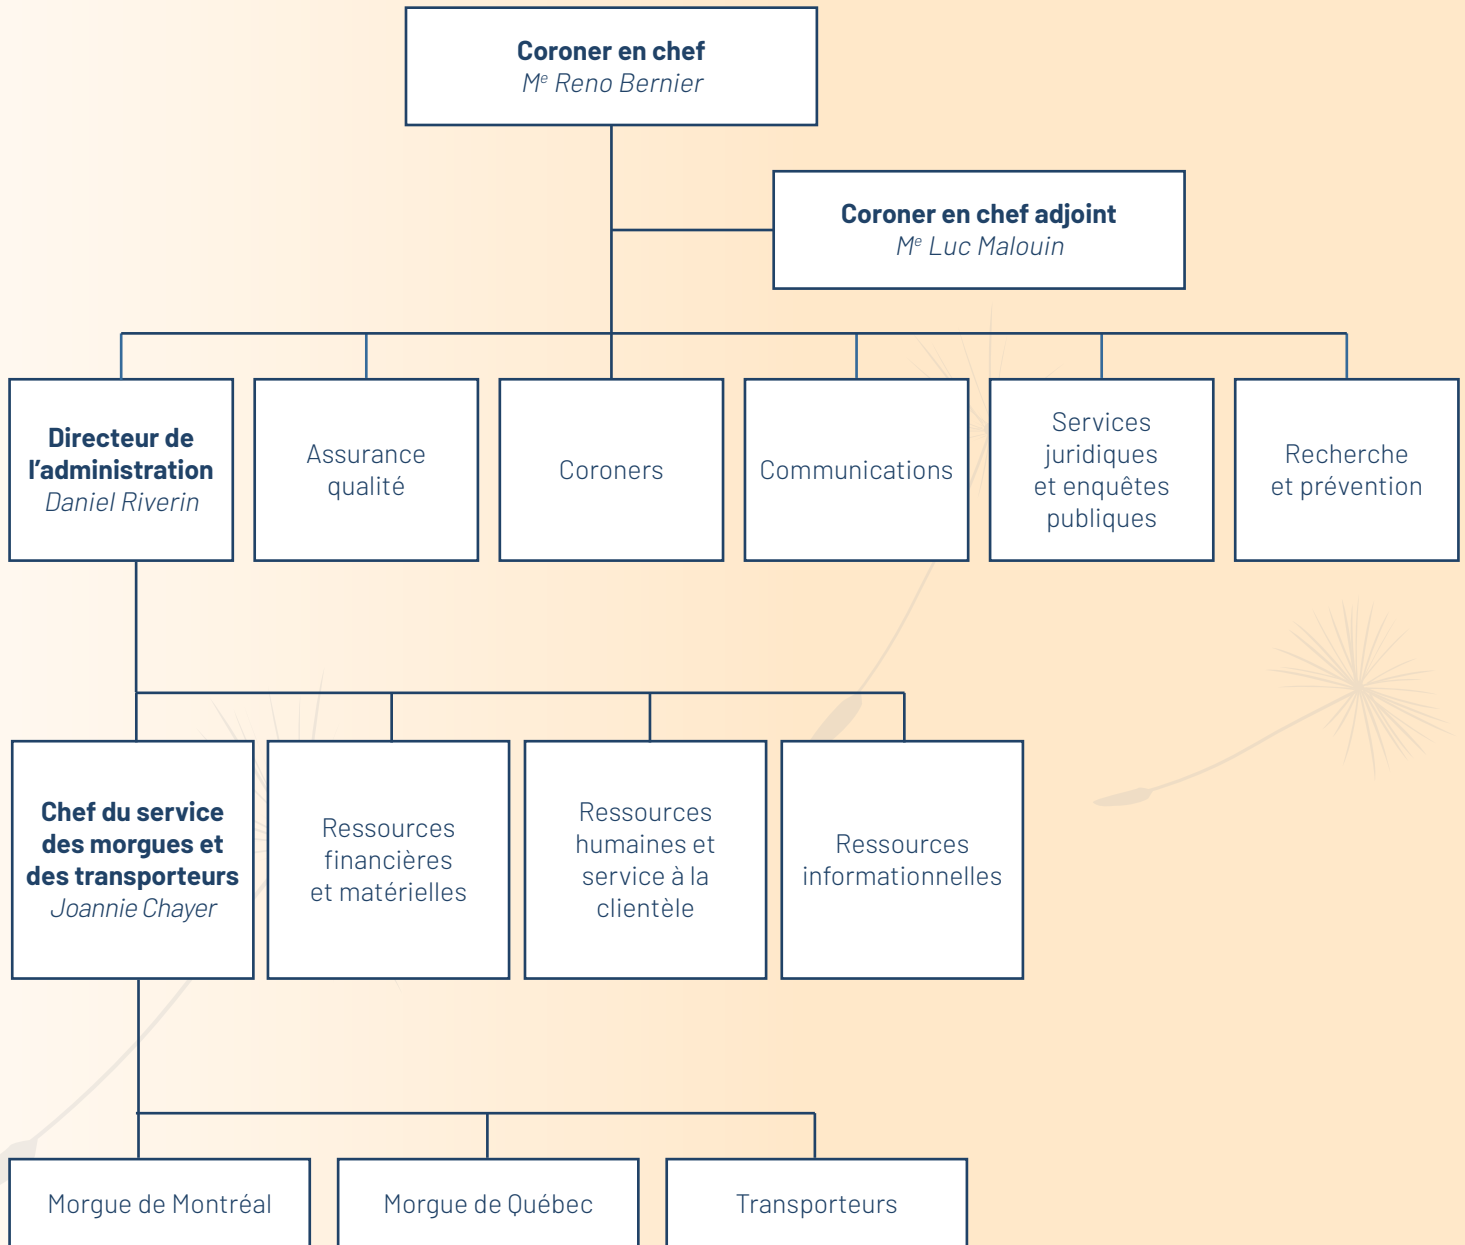 Coroner en chef
Me Reno Bernier
Coroner en chef adjoint
Me Luc Malouin
Directeur de
l’administration
Daniel Riverin
Assurance
qualité
Coroners
Communications
Services
juridiques
et enquêtes
publiques
Recherche
et prévention
Chef du service
des morgues et
des transporteurs
Joannie Chayer
Ressources
financières
et matérielles
Ressources
humaines et
service à la
clientèle
Ressources
informationnelles
Morgue de Montréal
Morgue de Québec
Transporteurs